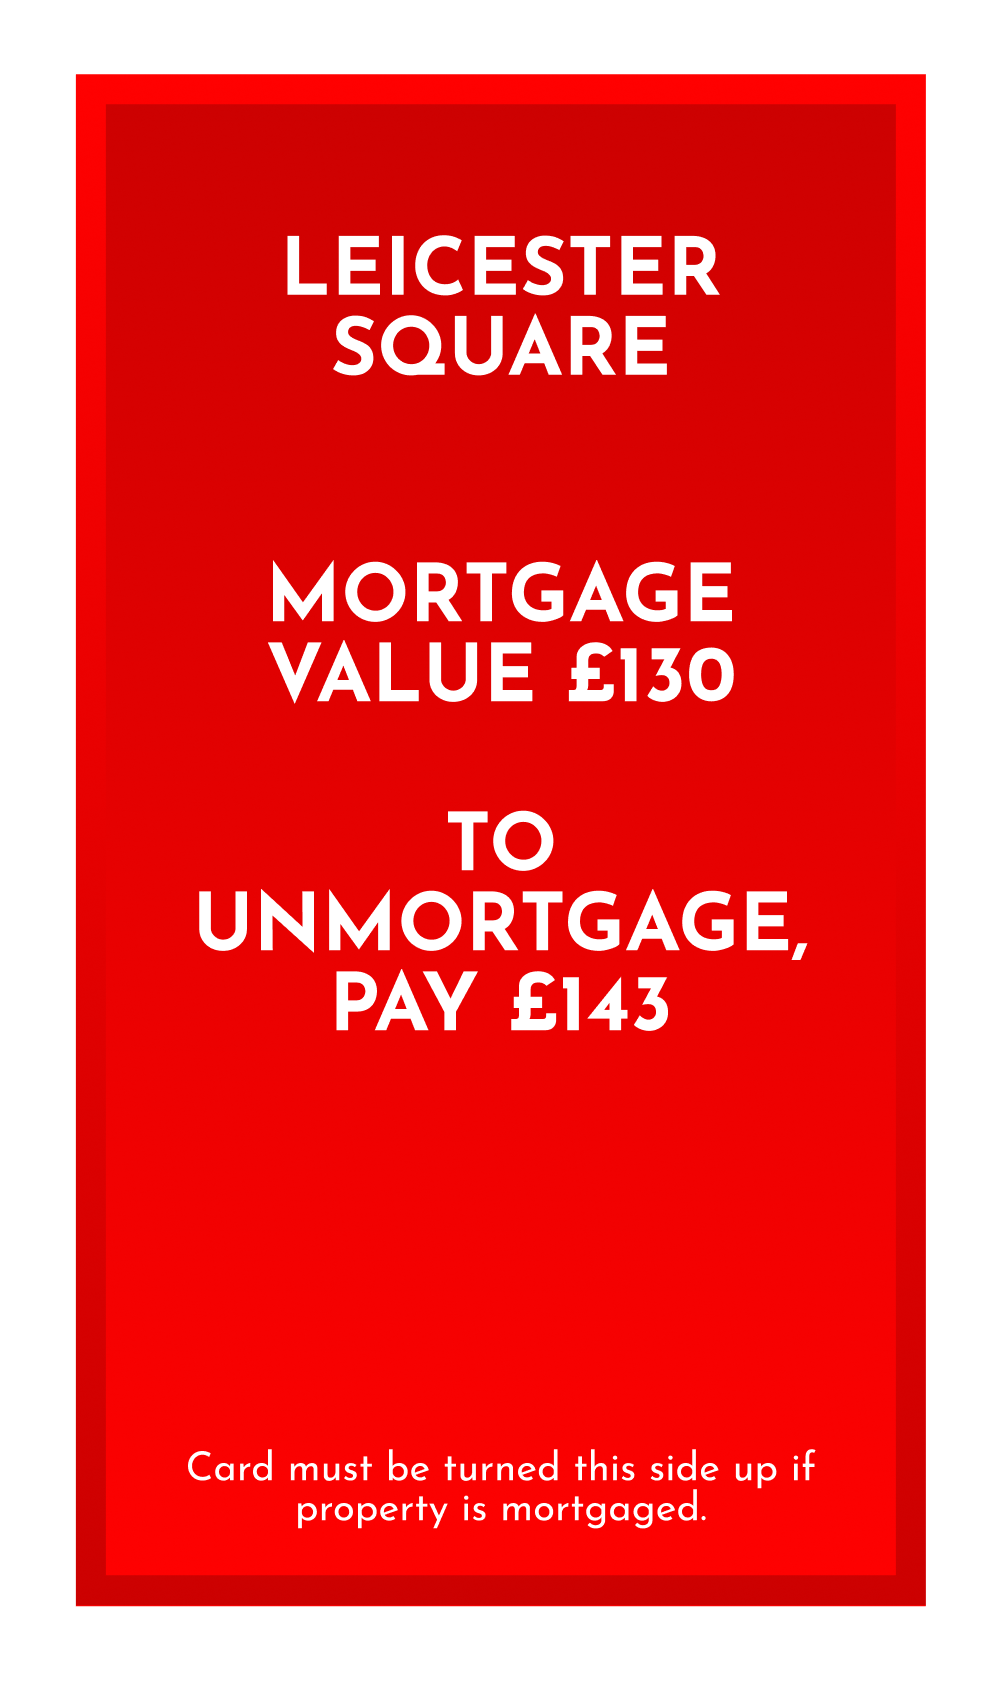 LEICESTER
SQUARE
MORTGAGE
VALUE £130
TO
UNMORTGAGE,
PAY £143
Card must be turned this side up if
property is mortgaged.